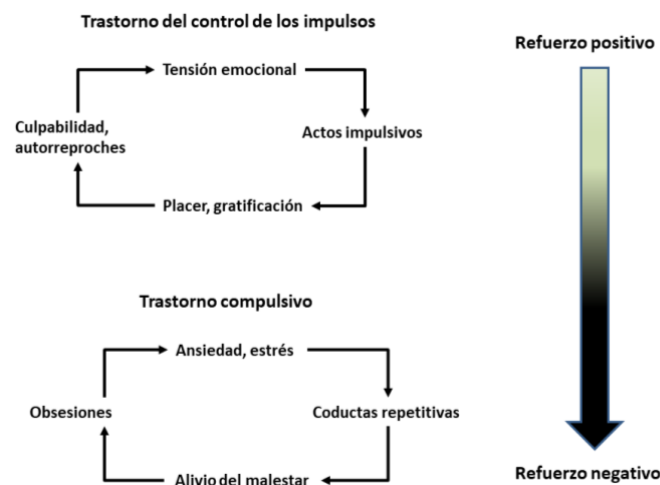 Trastorno del control de los impulsos
Refuerzo positivo
Tensión emocional
Culpabilidad,
autorreproches
Actos impulsivos
Placer, gratificación
Trastorno compulsivo
Ansiedad, estrés
Obsesiones
Coductas repetitivas
Alivio del malestar
Refuerzo negativo